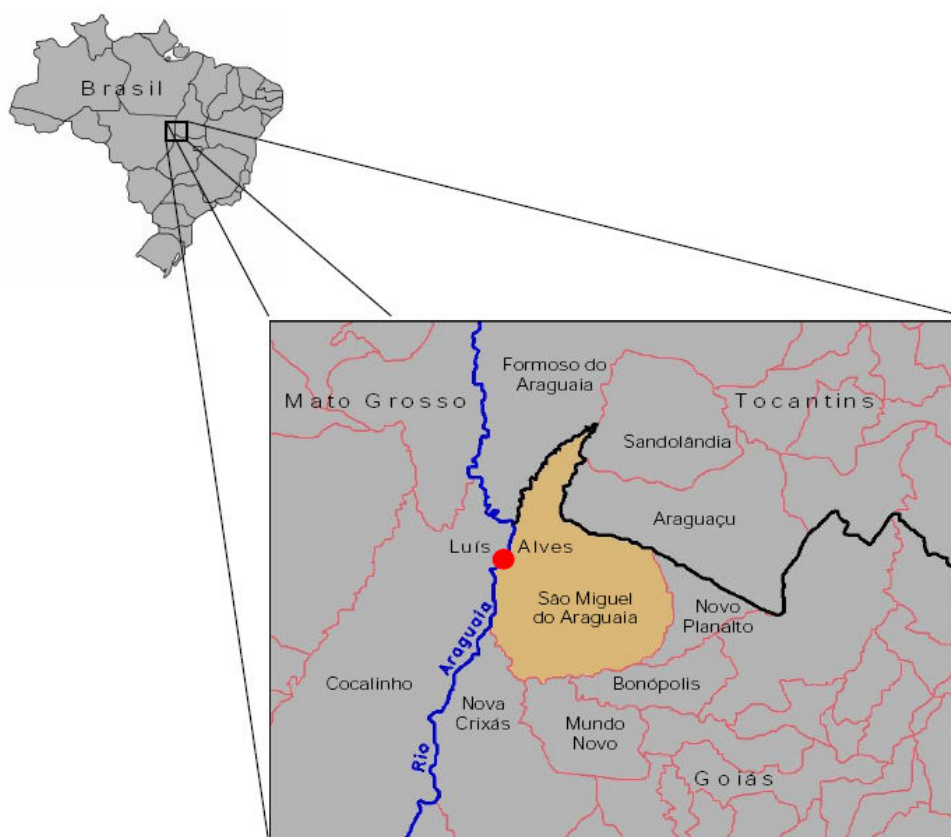 Brasil
Formoso do
Araguaia
Mato Grosso
Tocantins
Sandolândia
Araguaçu
Luís Alves
São Miguel
do Araguaia
Novo
Planalto
Rio Araguaia
Cocalinho
Bonópolis
Nova
Crixás
Mundo
Novo
Goiás